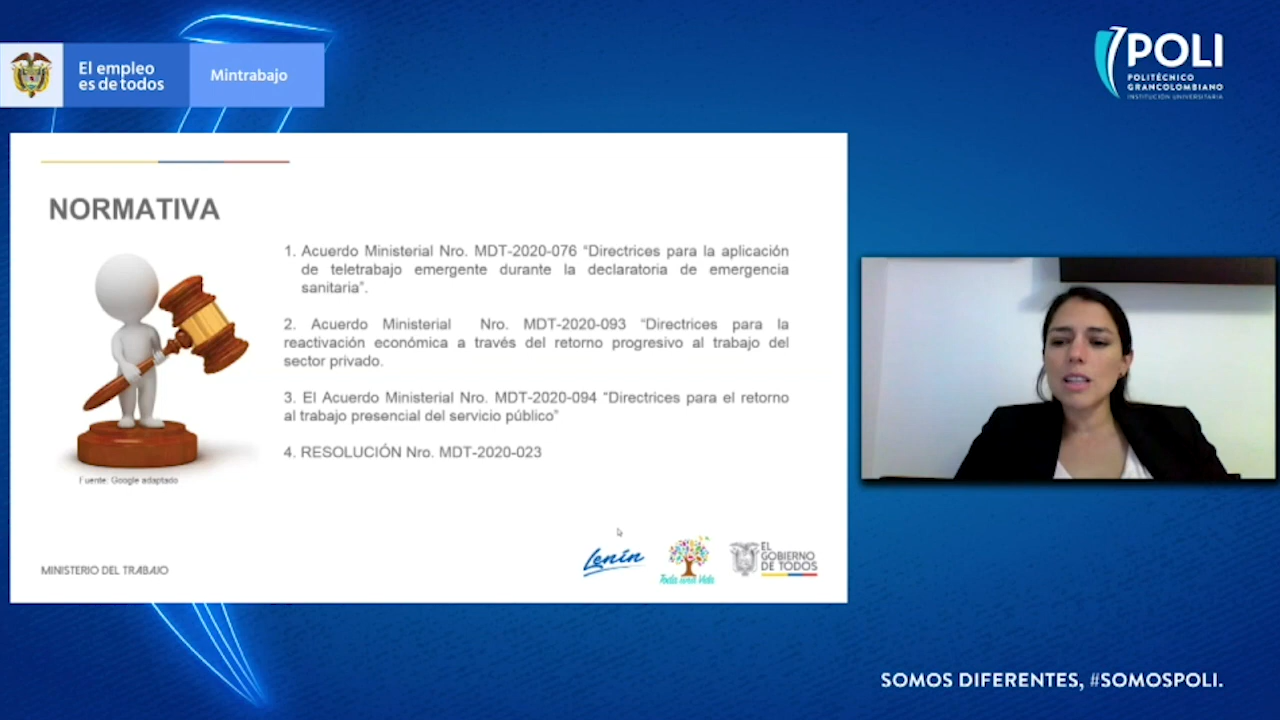 El empleo
es de todos
Mintrabajo
POLI
POLITÉCNICO
GRANCOLOMBIANO
INSTITUCIÓN UNIVERSITARIA
NORMATIVA
1. Acuerdo Ministerial Nro. MDT-2020-076 “Directrices para la aplicación
de teletrabajo emergente durante la declaratoria de emergencia
sanitaria”.
2. Acuerdo Ministerial Nro. MDT-2020-093 “Directrices para la
reactivación económica a través del retorno progresivo al trabajo del
sector privado.
3. El Acuerdo Ministerial Nro. MDT-2020-094 “Directrices para el retorno
al trabajo presencial del servicio público”
4. RESOLUCIÓN Nro. MDT-2020-023
Fuente: Google adaptado
MINISTERIO DEL TRABAJO
Lenín
Toda una Vida
EL
GOBIERNO
DE TODOS
SOMOS DIFERENTES, #SOMOSPOLI.